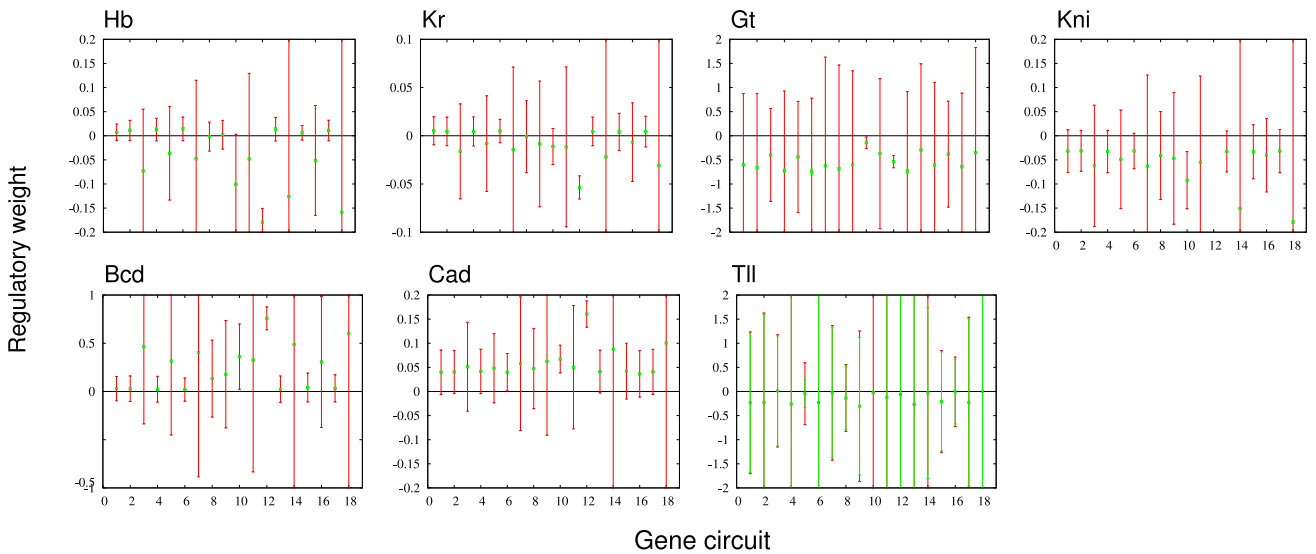 Hb Kr Gt Kni
0.2 0.1 2 0.2
0.15 1.5 0.15
0.1 0.05 1 0.1
0.05 0.5 0.05
0 0 0 0
-0.05 -0.5 -0.05
-0.1 -0.05 -1 -0.1
-0.15 -1.5 -0.15
-0.2 -0.1 -2 -0.2
0 2 4 6 8 10 12 14 16 18
Regulatory weight
Bcd Cad Tll
1 0.2 2
0.15 1.5
0.5 0.1 1
0.05 0.5
0 0 0
0.05 -0.5
-0.1 -1
-0.15 -1.5
-0.5
-1 -0.2 -2
0 2 4 6 8 10 12 14 16 18 0 2 4 6 8 10 12 14 16 18 0 2 4 6 8 10 12 14 16 18
Gene circuit